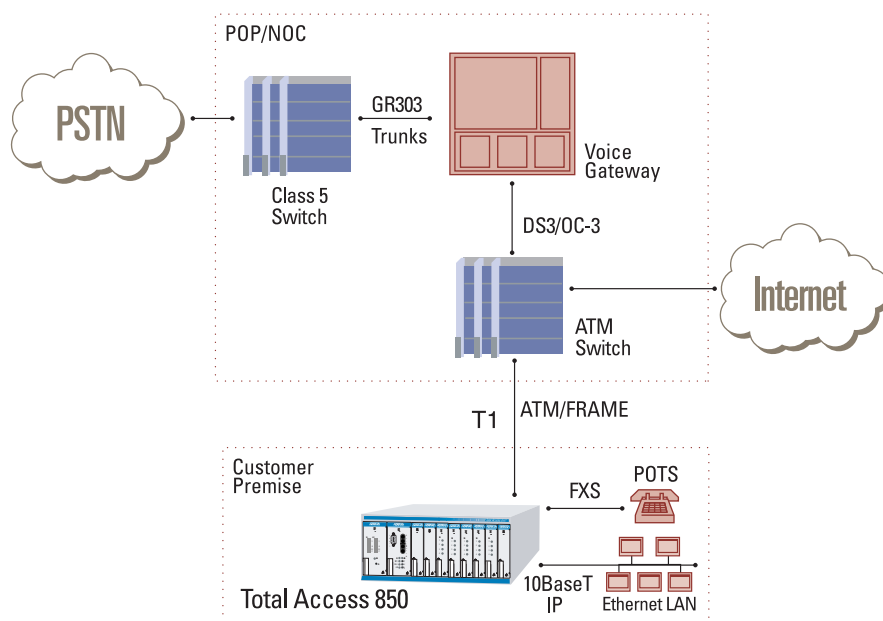 POP/NOC
PSTN
GR303
Trunks
Class 5
Switch
Voice
Gateway
DS3/OC-3
Internet
ATM
Switch
T1
ATM/FRAME
Customer
Premise
FXS
POTS
10BaseT
IP
Ethernet LAN
Total Access 850